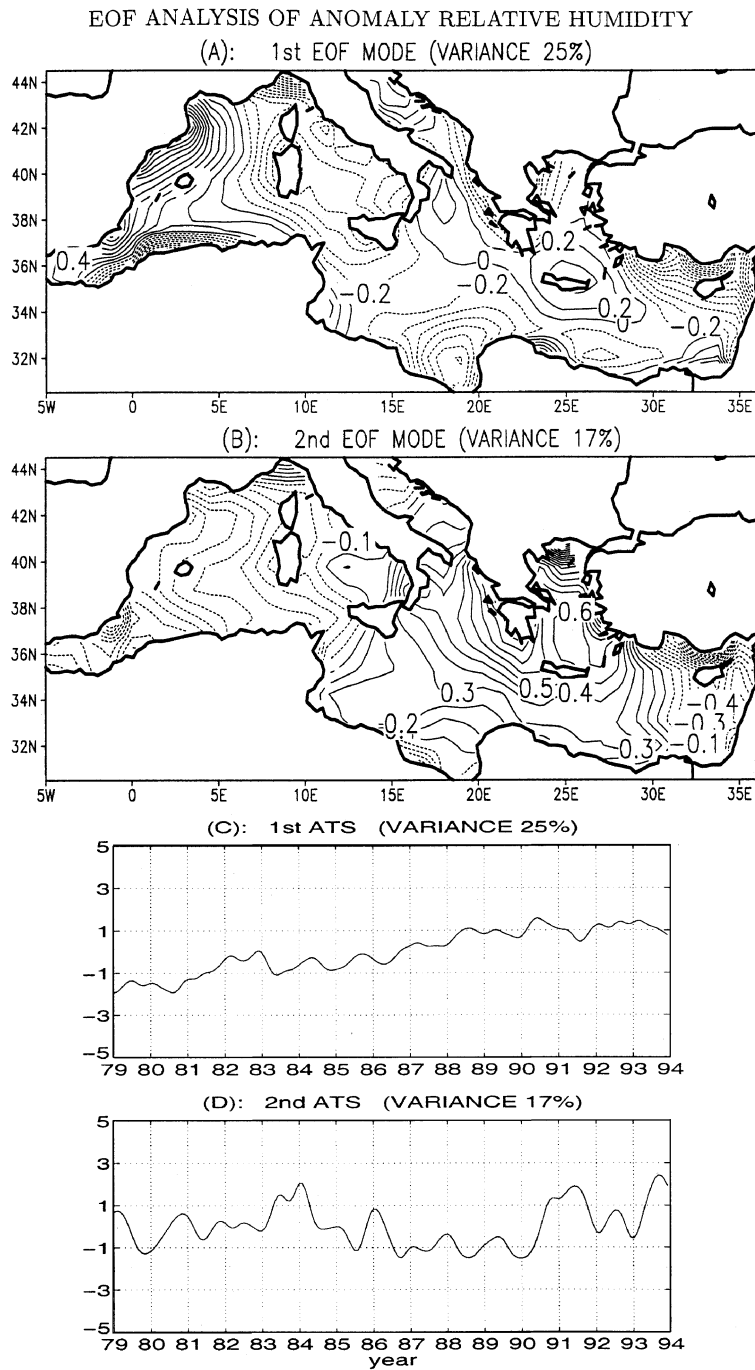 EOF ANALYSIS OF ANOMALY RELATIVE HUMIDITY
(A): 1st EOF MODE (VARIANCE 25%)
44N
42N
40N
38N
36N
34N
32N
0.4
-0.2
0
-0.2
0.2
0.2
0
-0.2
5W 0 5E 10E 15E 20E 25E 30E 35E
(B): 2nd EOF MODE (VARIANCE 17%)
44N
42N
40N
38N
36N
34N
32N
-0.1
0.6
0.3
0.5
0.4
-0.4
-0.3
-0.1
0.2
0.3
5W 0 5E 10E 15E 20E 25E 30E 35E
(C): 1st ATS (VARIANCE 25%)
5
3
1
-1
-3
-5
79 80 81 82 83 84 85 86 87 88 89 90 91 92 93 94
(D): 2nd ATS (VARIANCE 17%)
5
3
1
-1
-3
-5
79 80 81 82 83 84 85 86 87 88 89 90 91 92 93 94
year